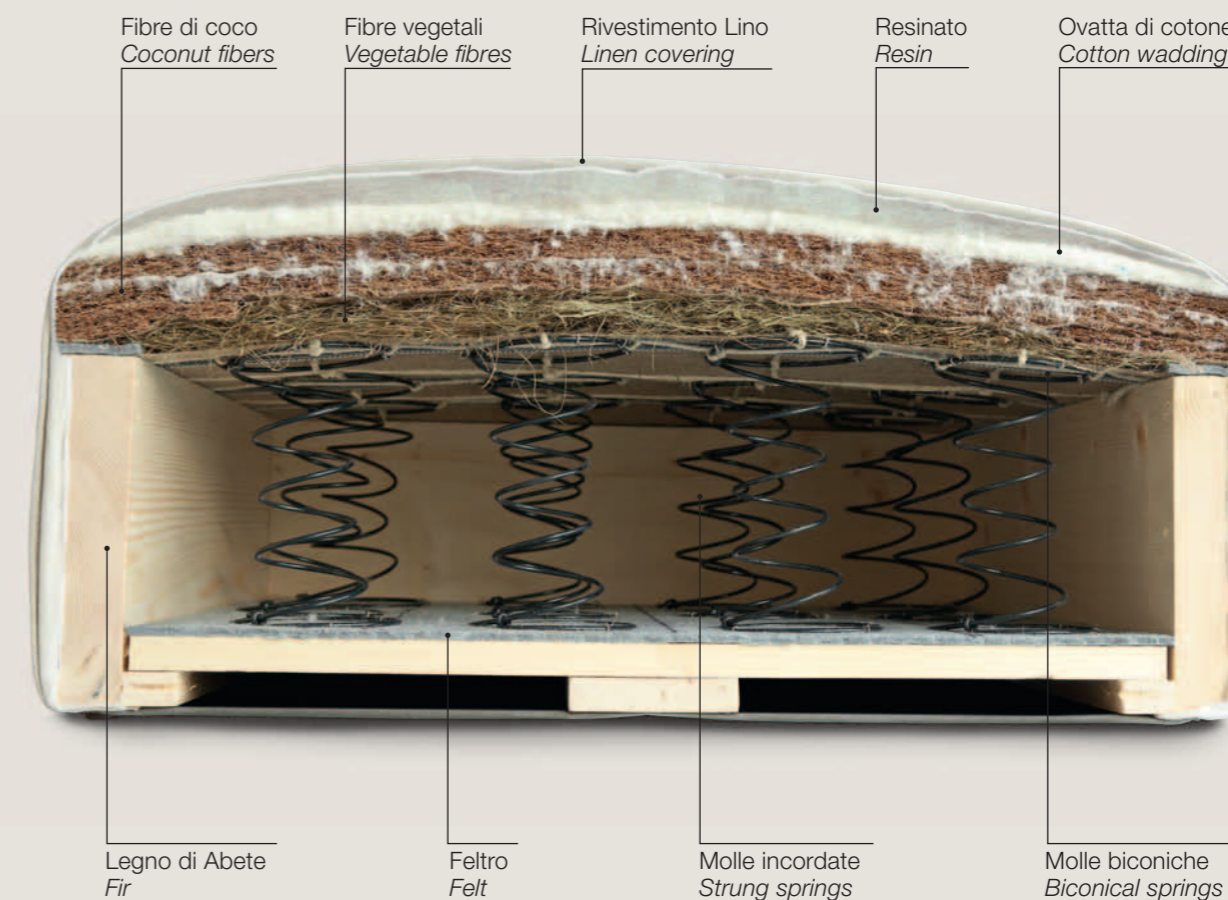 Fibre di coco
Coconut fibers
Fibre vegetali
Vegetable fibres
Rivestimento Lino
Linen covering
Resinato
Resin
Ovatta di cotone
Cotton wadding
Legno di Abete
Fir
Feltro
Felt
Molle incordate
Strung springs
Molle biconiche
Biconical springs